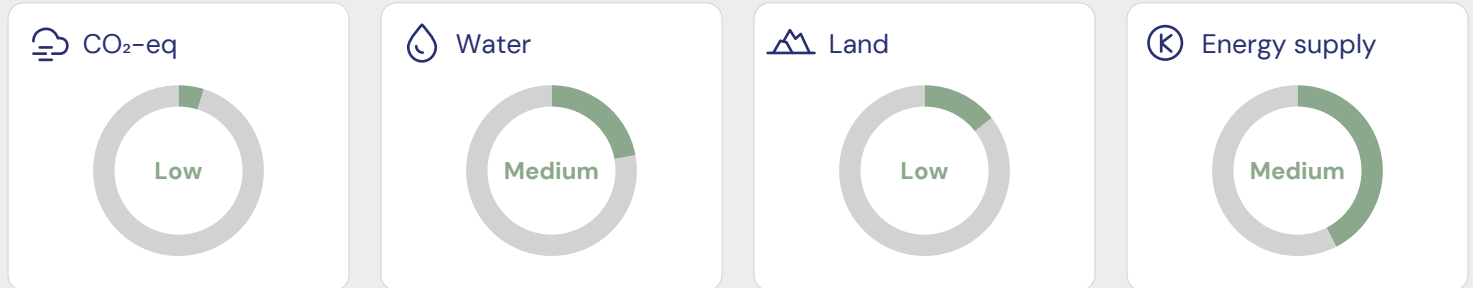 CO₂-eq
Low
Water
Medium
Land
Low
Energy supply
Medium